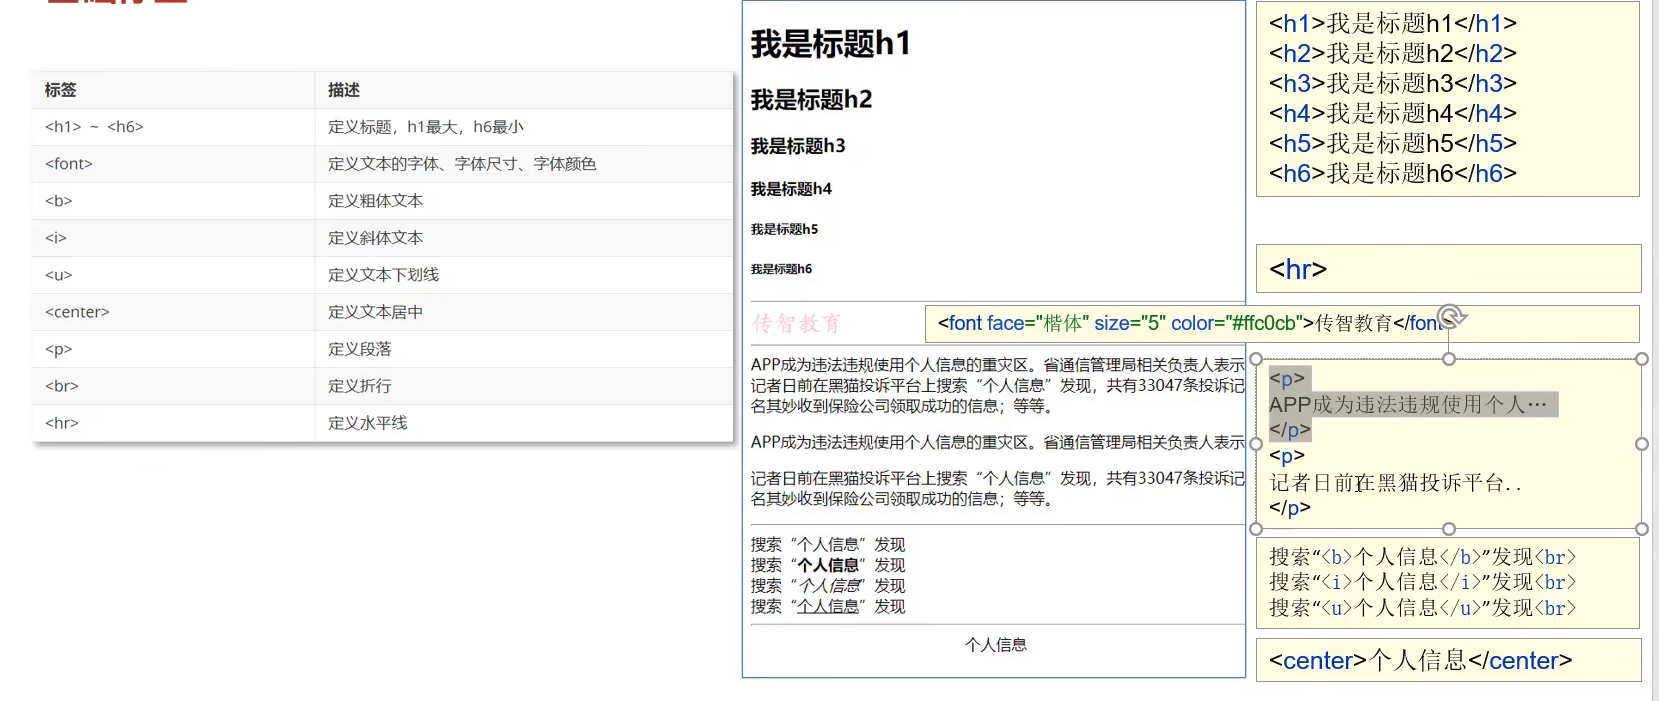 标签 描述
<h1> ~ <h6> 定义标题，h1最大，h6最小
<font> 定义文本的字体、字体尺寸、字体颜色
<b> 定义粗体文本
<i> 定义斜体文本
<u> 定义文本下划线
<center> 定义文本居中
<p> 定义段落
<br> 定义折行
<hr> 定义水平线
我是标题h1
我是标题h2
我是标题h3
我是标题h4
我是标题h5
我是标题h6
传智教育
APP成为违法违规使用个人信息的重灾区。省通信管理局相关负责人表示
记者日前在黑猫投诉平台上搜索“个人信息”发现，共有33047条投诉记
名其妙收到保险公司领取成功的信息；等等。
APP成为违法违规使用个人信息的重灾区。省通信管理局相关负责人表示
记者日前在黑猫投诉平台上搜索“个人信息”发现，共有33047条投诉记
名其妙收到保险公司领取成功的信息；等等。
搜索“个人信息”发现
搜索“个人信息”发现
搜索“个人信息”发现
搜索“个人信息”发现
个人信息
<h1>我是标题h1</h1>
<h2>我是标题h2</h2>
<h3>我是标题h3</h3>
<h4>我是标题h4</h4>
<h5>我是标题h5</h5>
<h6>我是标题h6</h6>
<hr>
<font face="楷体" size="5" color="#ffc0cb">传智教育</font>
<p>
APP成为违法违规使用个人…
</p>
<p>
记者日前在黑猫投诉平台..
</p>
搜索“<b>个人信息</b>”发现<br>
搜索“<i>个人信息</i>”发现<br>
搜索“<u>个人信息</u>”发现<br>
<center>个人信息</center>